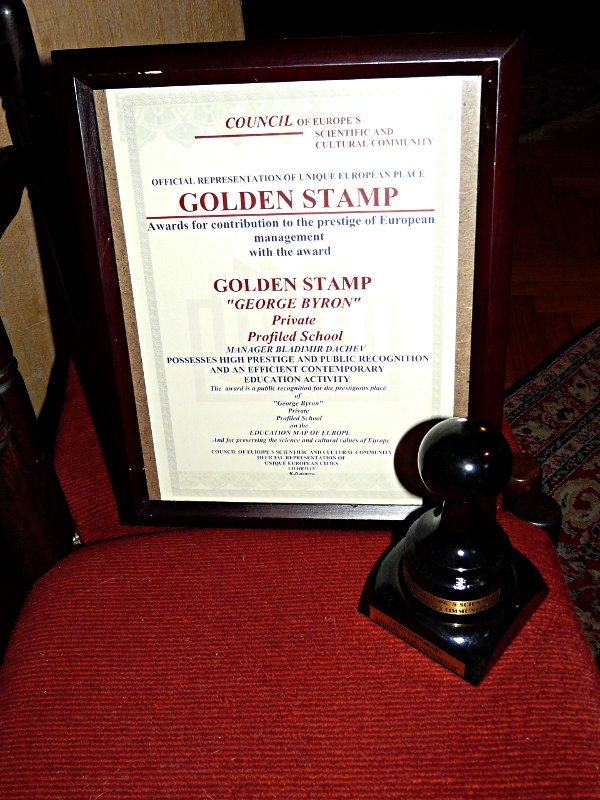 COUNCIL OF EUROPE`S
SCIENTIFIC AND
CULTURAL COMMUNITY
OFFICIAL REPRESENTATION OF UNIQUE EUROPEAN PLACE
GOLDEN STAMP
Awards for contribution to the prestige of European
management
with the award
GOLDEN STAMP
"GEORGE BYRON"
Private
Profiled School
MANAGER BLADIMIR DACHEV
POSSESSES HIGH PRESTIGE AND PUBLIC RECOGNITION
AND AN EFFICIENT CONTEMPORARY
EDUCATION ACTIVITY
The award is a public recognition for the prestigious place
of
"George Byron"
Private
Profiled School
on the
EDUCATION MAP OF EUROPE
And for preserving the science and cultural values of Europe
COUNCIL OF EUROPE`S SCIENTIFIC AND CULTURAL COMMUNITY
OFFICIAL REPRESENTATION OF
UNIQUE EUROPEAN CITIES
CHAIRMAN
EUROPE`S SCIENTI
COMMUNI